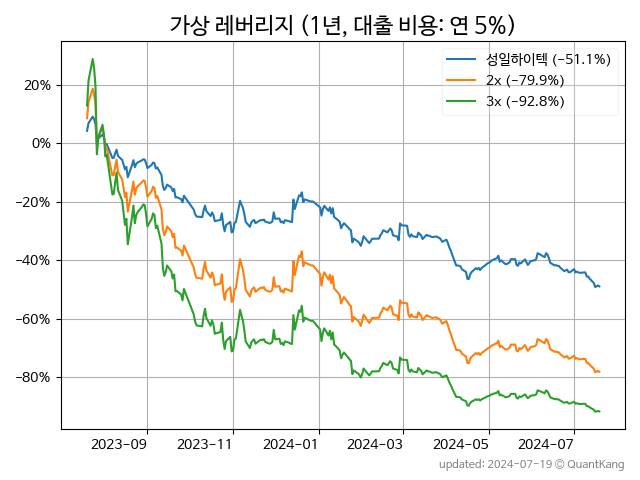 가상 레버리지 (1년, 대출 비용: 연 5%)
성일하이텍 (−51.1%)
2x (−79.9%)
3x (−92.8%)
20%
0%
−20%
−40%
−60%
−80%
2023-09 2023-11 2024-01 2024-03 2024-05 2024-07
updated: 2024-07-19 © QuantKang